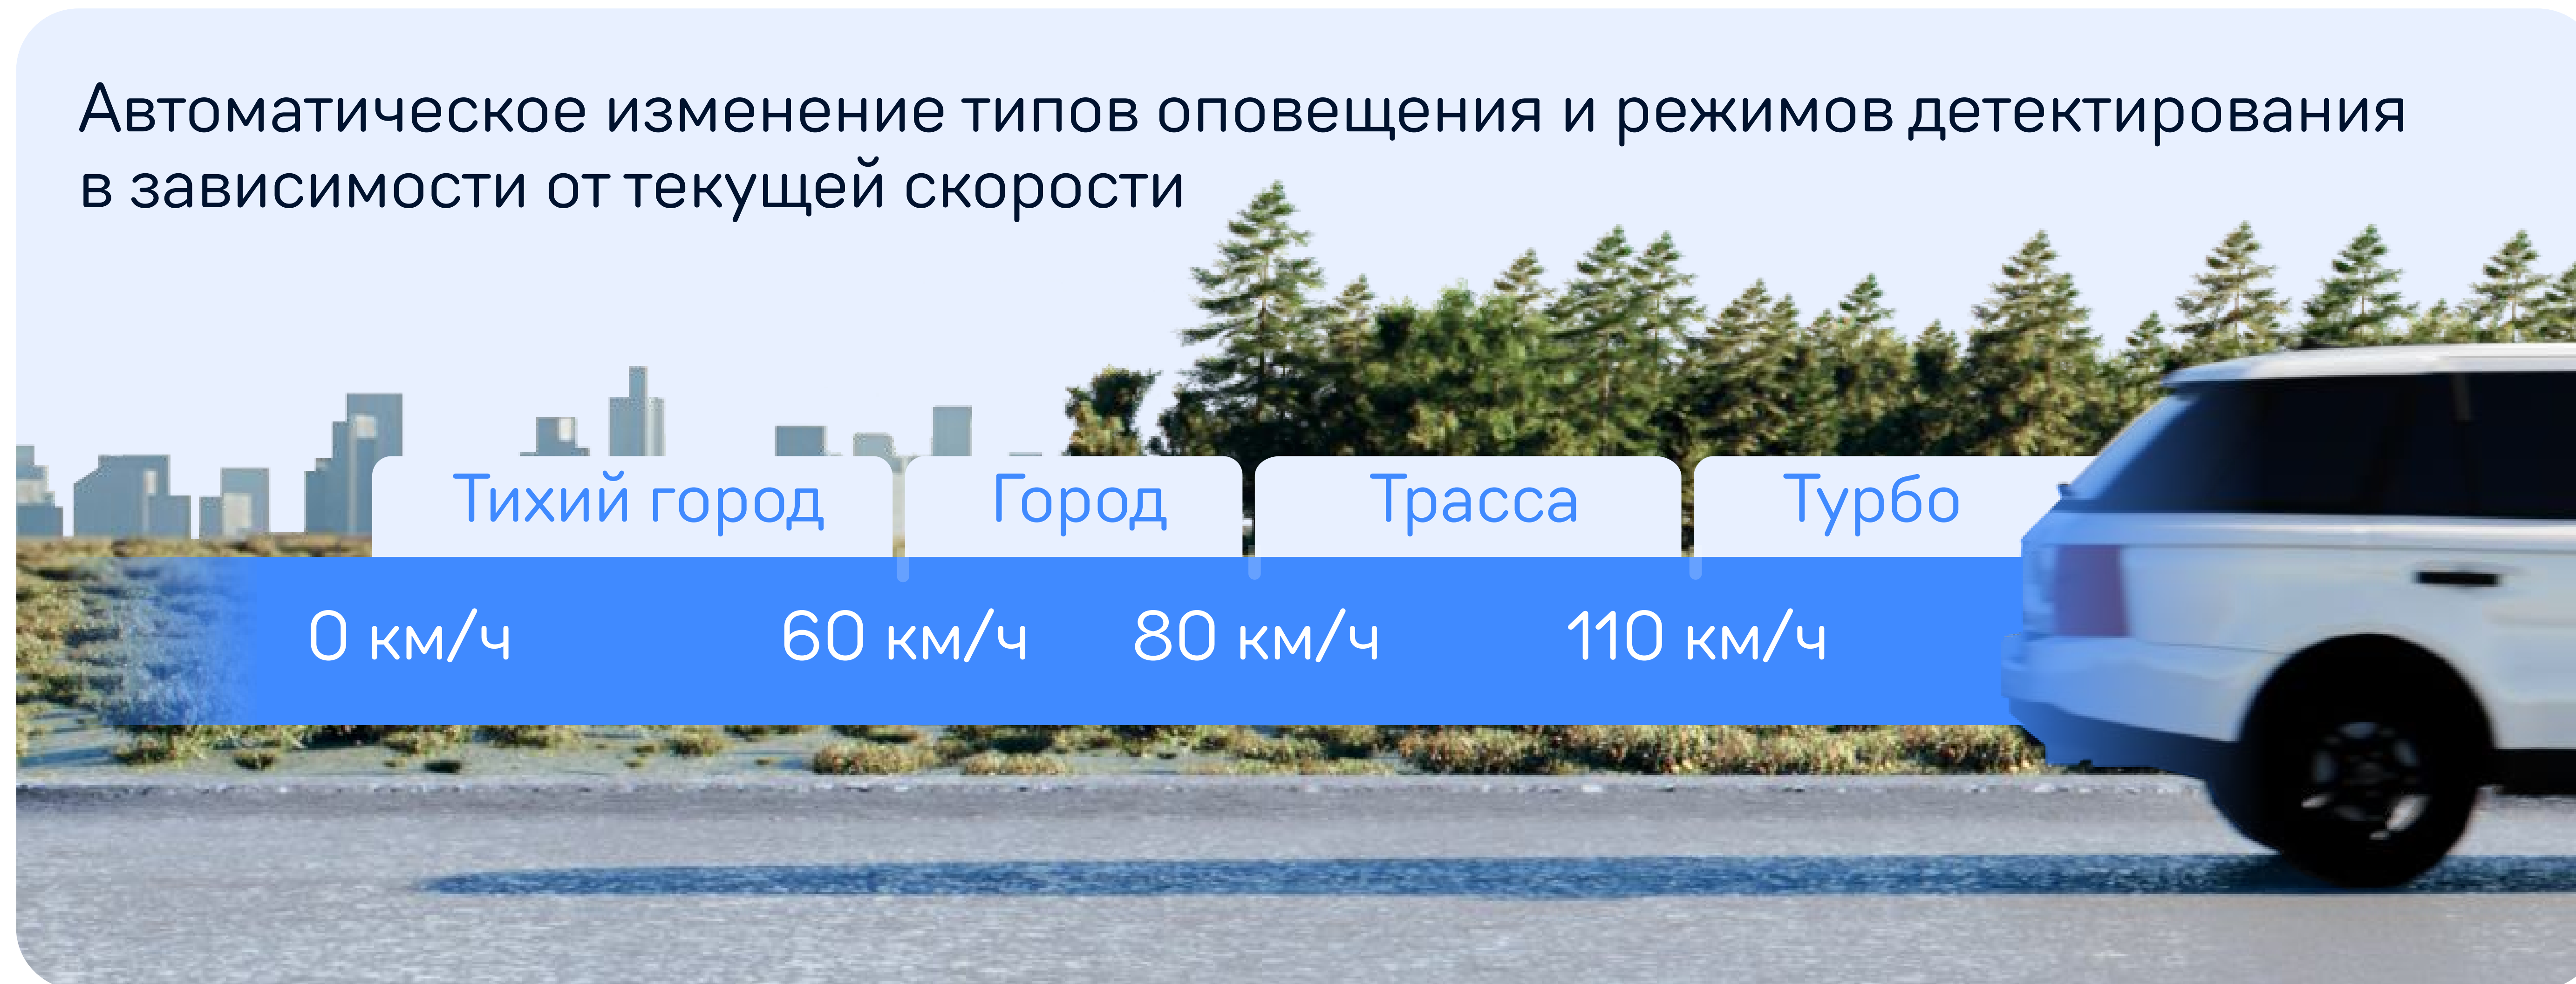 Автоматическое изменение типов оповещения и режимов детектирования
в зависимости от текущей скорости
Тихий город Город Трасса Турбо
0 км/ч 60 км/ч 80 км/ч 110 км/ч